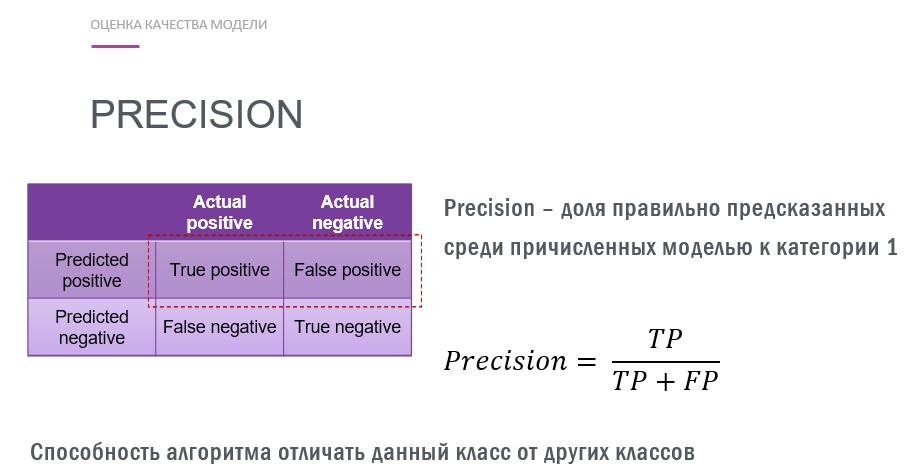 ОЦЕНКА КАЧЕСТВА МОДЕЛИ
PRECISION
Actual positive
Actual negative
Predicted positive
True positive
False positive
Predicted negative
False negative
True negative
Precision – доля правильно предсказанных
среди причисленных моделью к категории 1
Precision = TP / (TP + FP)
Способность алгоритма отличать данный класс от других классов